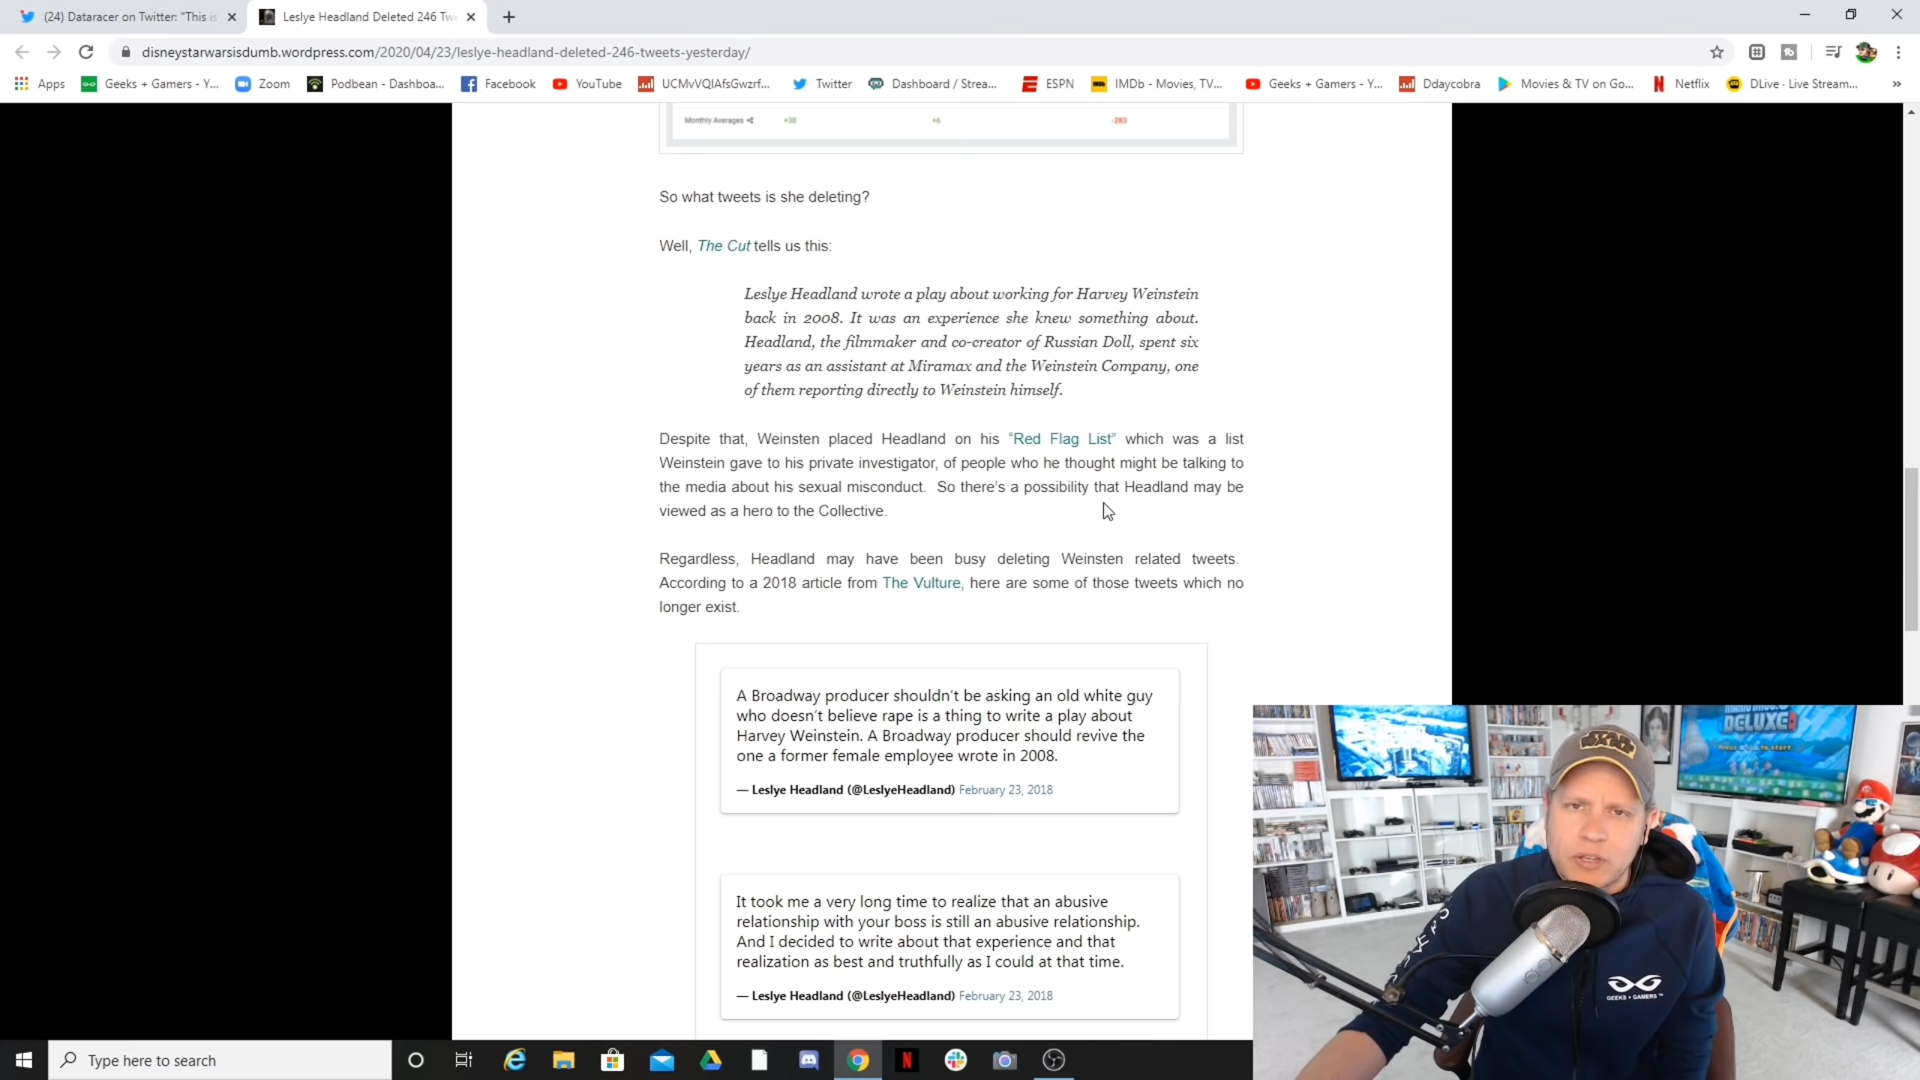 (24) Dataracer on Twitter: "This is
Leslye Headland Deleted 246 Tw
disneystarwarsisdumb.wordpress.com/2020/04/23/leslye-headland-deleted-246-tweets-yesterday/
Apps
Geeks + Gamers - Y...
Zoom
Podbean - Dashboa...
Facebook
YouTube
UCMvVQIAfsGwzrf...
Twitter
Dashboard / Strea...
ESPN
IMDb - Movies, TV...
Geeks + Gamers - Y...
Ddaycobra
Movies & TV on Go...
Netflix
DLive · Live Stream...
Monthly Averages +38 +6 -283
So what tweets is she deleting?
Well, The Cut tells us this:
Leslye Headland wrote a play about working for Harvey Weinstein
back in 2008. It was an experience she knew something about.
Headland, the filmmaker and co-creator of Russian Doll, spent six
years as an assistant at Miramax and the Weinstein Company, one
of them reporting directly to Weinstein himself.
Despite that, Weinsten placed Headland on his “Red Flag List” which was a list
Weinstein gave to his private investigator, of people who he thought might be talking to
the media about his sexual misconduct. So there’s a possibility that Headland may be
viewed as a hero to the Collective.
Regardless, Headland may have been busy deleting Weinsten related tweets.
According to a 2018 article from The Vulture, here are some of those tweets which no
longer exist.
A Broadway producer shouldn’t be asking an old white guy
who doesn’t believe rape is a thing to write a play about
Harvey Weinstein. A Broadway producer should revive the
one a former female employee wrote in 2008.
— Leslye Headland (@LeslyeHeadland) February 23, 2018
It took me a very long time to realize that an abusive
relationship with your boss is still an abusive relationship.
And I decided to write about that experience and that
realization as best and truthfully as I could at that time.
— Leslye Headland (@LeslyeHeadland) February 23, 2018
DELUXE
STAR WARS
GEEKS + GAMERS
Type here to search